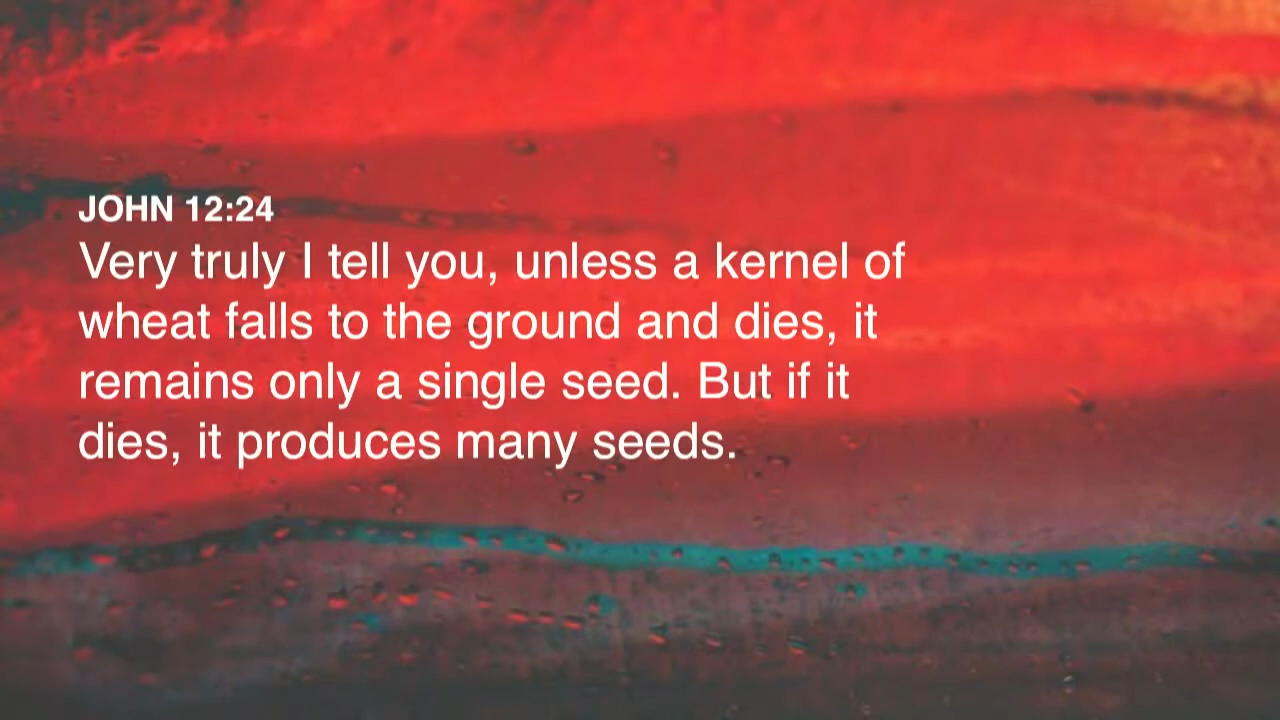 JOHN 12:24
Very truly I tell you, unless a kernel of
wheat falls to the ground and dies, it
remains only a single seed. But if it
dies, it produces many seeds.